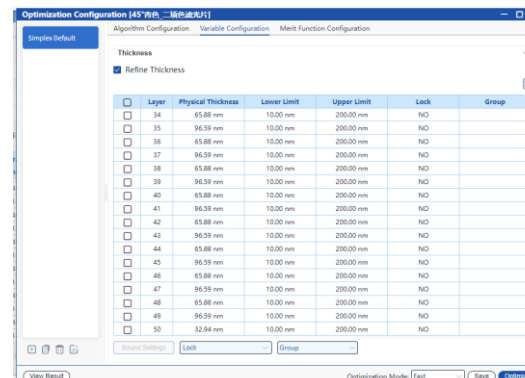 Optimization Configuration [45°青色_二项色滤光片]
Simplex Default
Algorithm Configuration Variable Configuration Merit Function Configuration
Thickness
Refine Thickness
Layer Physical Thickness Lower Limit Upper Limit Lock Group
34 65.88 nm 10.00 nm 200.00 nm NO
35 96.59 nm 10.00 nm 200.00 nm NO
36 65.88 nm 10.00 nm 200.00 nm NO
37 96.59 nm 10.00 nm 200.00 nm NO
38 65.88 nm 10.00 nm 200.00 nm NO
39 96.59 nm 10.00 nm 200.00 nm NO
40 65.88 nm 10.00 nm 200.00 nm NO
41 96.59 nm 10.00 nm 200.00 nm NO
42 65.88 nm 10.00 nm 200.00 nm NO
43 96.59 nm 10.00 nm 200.00 nm NO
44 65.88 nm 10.00 nm 200.00 nm NO
45 96.59 nm 10.00 nm 200.00 nm NO
46 65.88 nm 10.00 nm 200.00 nm NO
47 96.59 nm 10.00 nm 200.00 nm NO
48 65.88 nm 10.00 nm 200.00 nm NO
49 96.59 nm 10.00 nm 200.00 nm NO
50 32.94 nm 10.00 nm 200.00 nm NO
Bound Settings Lock Group
View Result Optimization Mode: Fast Save